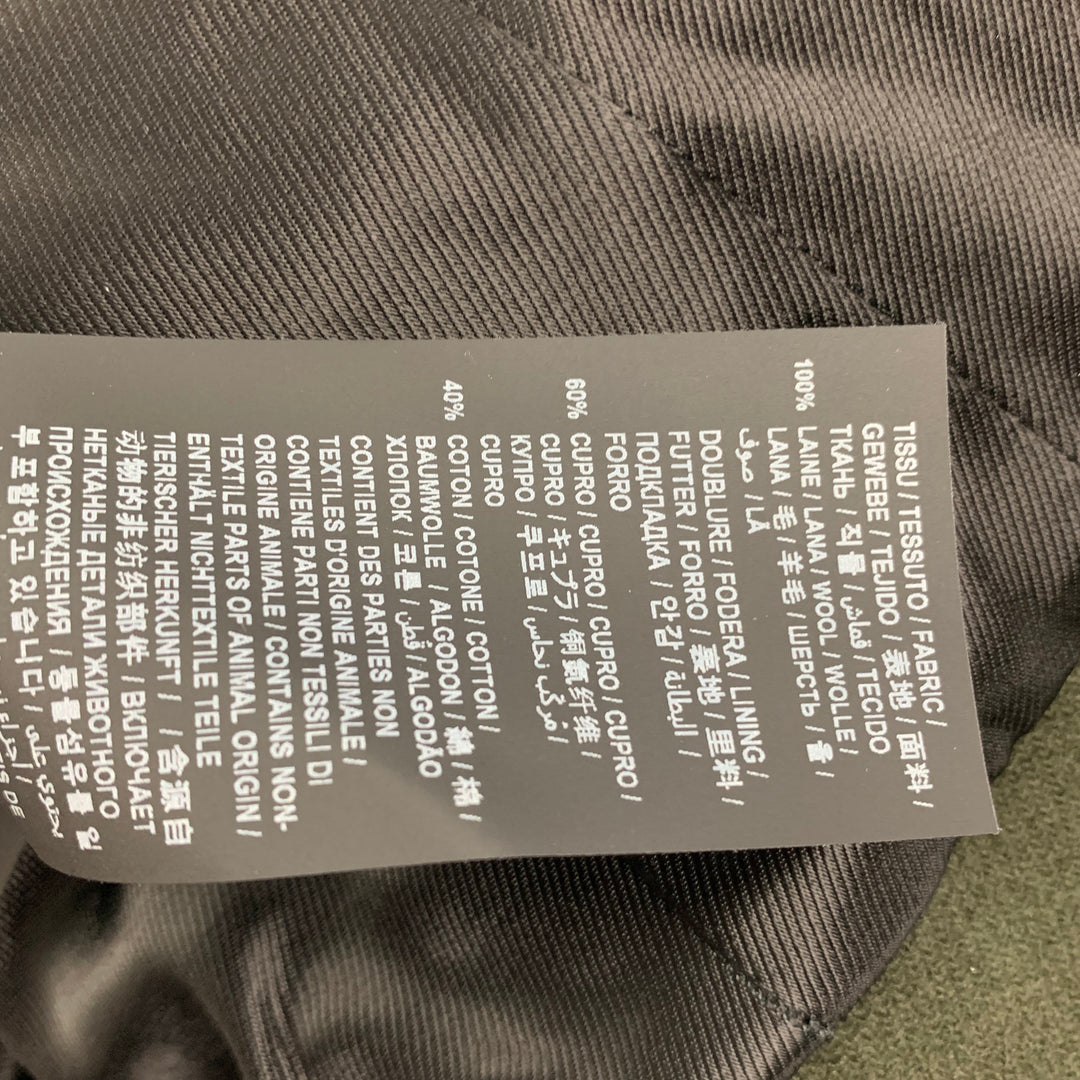 TISSU / TESSUTO / FABRIC /
GEWEBE / TEJIDO / 表地 / 面料 /
ТКАНЬ / 직물 / قماش / TECIDO
100% LAINE / LANA / WOOL / WOLLE /
LANA / 毛 / 羊毛 / ШЕРСТЬ / 울 /
صوف / LÃ
DOUBLURE / FODERA / LINING /
FUTTER / FORRO / 裏地 / 里料 /
ПОДКЛАДКА / 안감 / البطانة /
FORRO
60% CUPRO / CUPRO / CUPRO /
CUPRO / キュプラ / 铜氨纤维 /
КУПРО / 쿠프로 / مُركّب نحاس /
CUPRO
40% COTON / COTONE / COTTON /
BAUMWOLLE / ALGODON / 綿 / 棉 /
ХЛОПОК / 코튼 / قطن / ALGODÃO
CONTIENT DES PARTIES NON
TEXTILES D'ORIGINE ANIMALE /
CONTIENE PARTI NON TESSILI DI
ORIGINE ANIMALE / CONTAINS NON-
TEXTILE PARTS OF ANIMAL ORIGIN /
ENTHÄLT NICHTTEXTILE TEILE
TIERISCHER HERKUNFT / / 含源自
动物的非纺织部件 / ВКЛЮЧАЕТ
НЕТКАНЫЕ ДЕТАЛИ ЖИВОТНОГО
ПРОИСХОЖДЕНИЯ / 동물섬유를 일
부 포함하고 있습니다 /